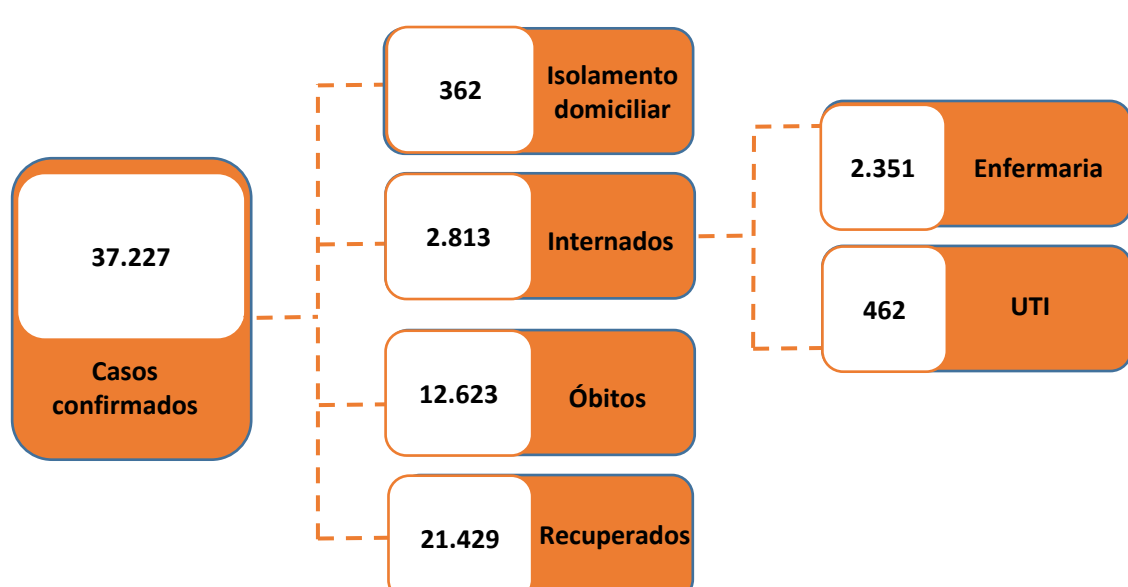 37.227
Casos
confirmados
362
Isolamento
domiciliar
2.813
Internados
12.623
Óbitos
21.429
Recuperados
2.351
Enfermaria
462
UTI